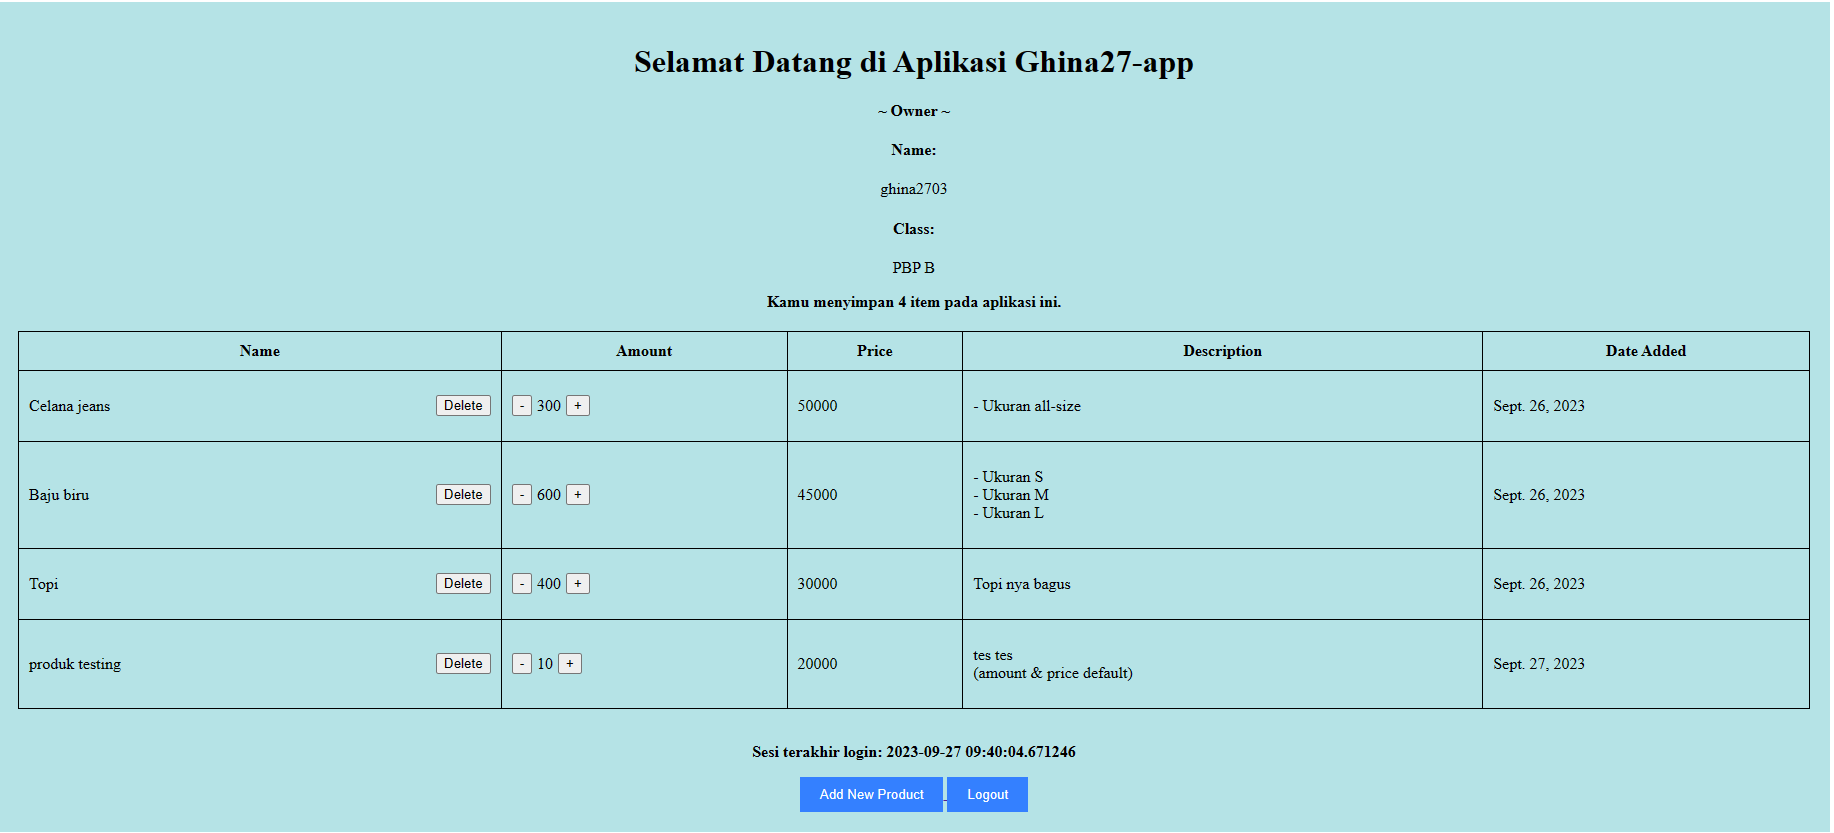 Selamat Datang di Aplikasi Ghina27-app
~ Owner ~
Name:
ghina2703
Class:
PBP B
Kamu menyimpan 4 item pada aplikasi ini.
Name Amount Price Description Date Added
Celana jeans Delete - 300 + 50000 - Ukuran all-size Sept. 26, 2023
Baju biru Delete - 600 + 45000 - Ukuran S
- Ukuran M
- Ukuran L
Sept. 26, 2023
Topi Delete - 400 + 30000 Topi nya bagus Sept. 26, 2023
produk testing Delete - 10 + 20000 tes tes
(amount & price default)
Sept. 27, 2023
Sesi terakhir login: 2023-09-27 09:40:04.671246
Add New Product Logout